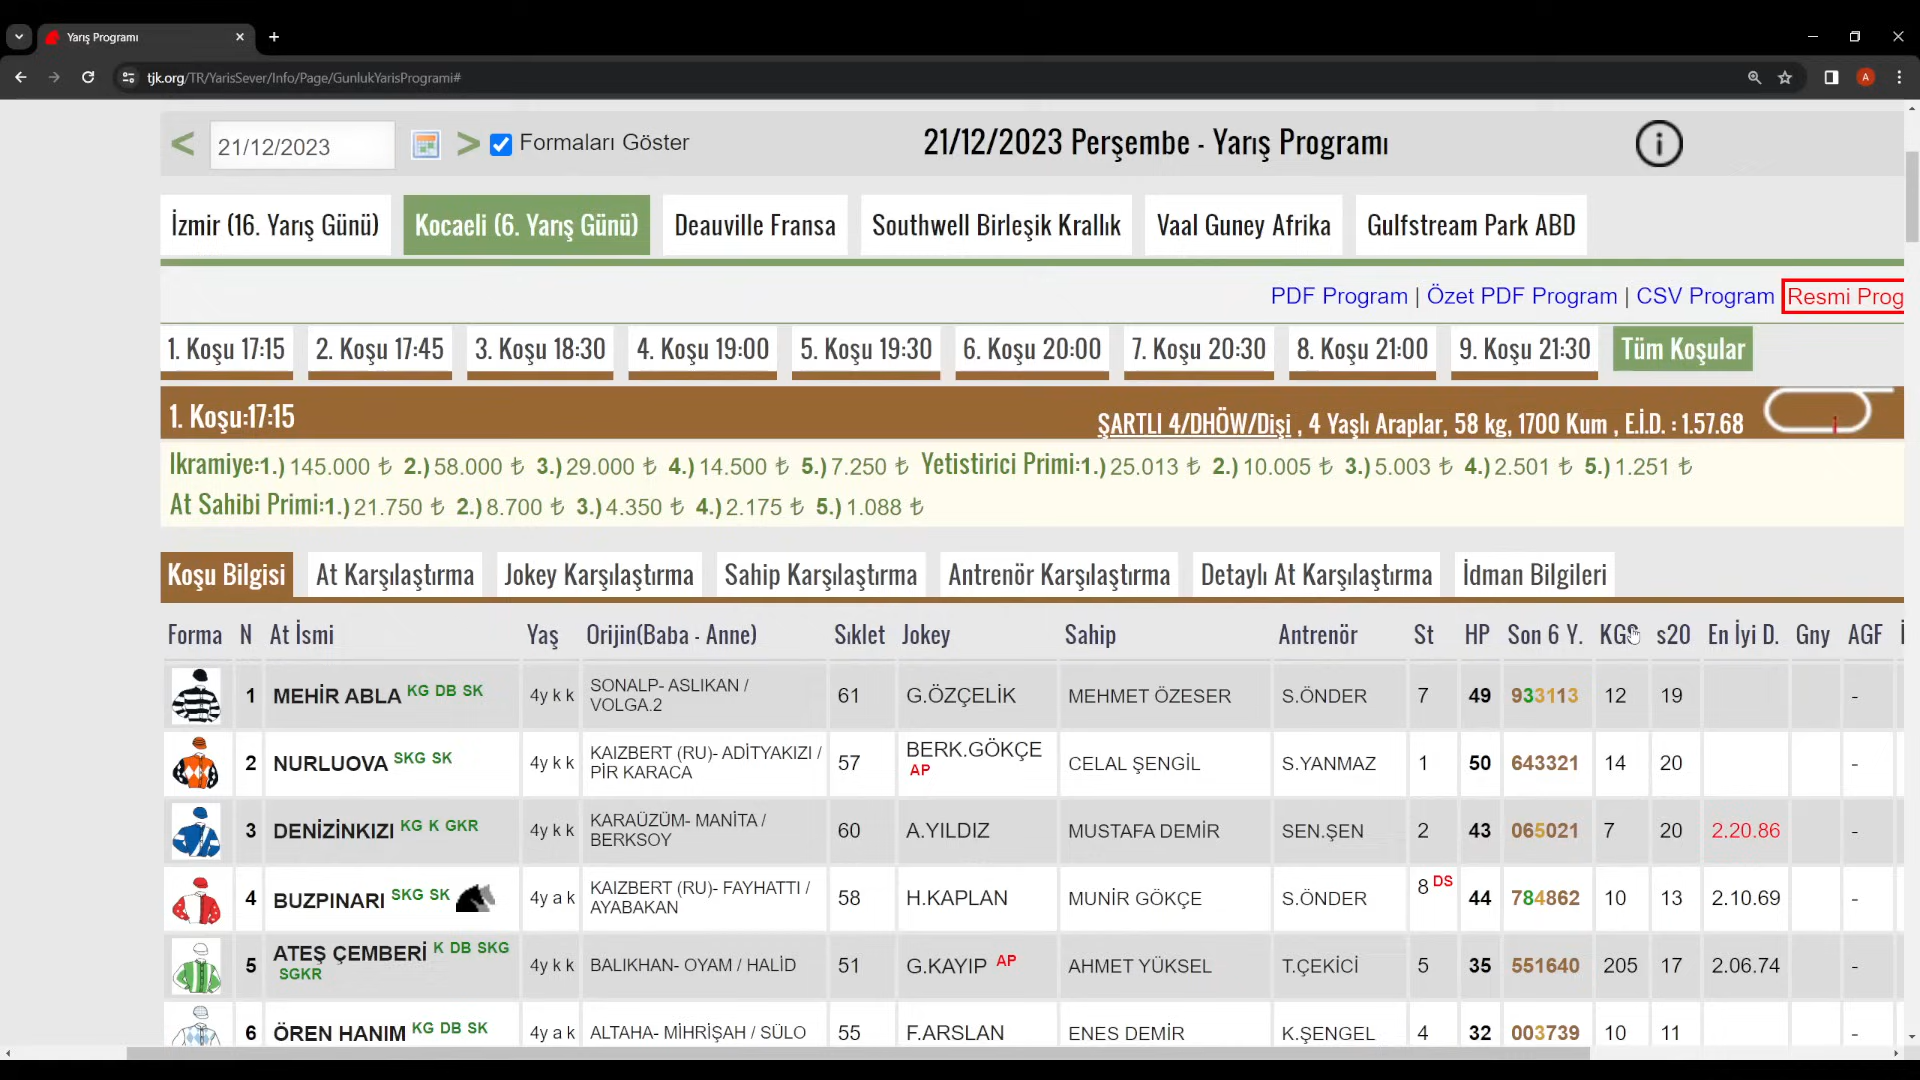 Yarış Programı
tjk.org/TR/YarisSever/Info/Page/GunlukYarisProgrami#
A
21/12/2023
Formaları Göster
21/12/2023 Perşembe - Yarış Programı
i
İzmir (16. Yarış Günü)
Kocaeli (6. Yarış Günü)
Deauville Fransa
Southwell Birleşik Krallık
Vaal Guney Afrika
Gulfstream Park ABD
PDF Program | Özet PDF Program | CSV Program Resmi Prog
1. Koşu 17:15
2. Koşu 17:45
3. Koşu 18:30
4. Koşu 19:00
5. Koşu 19:30
6. Koşu 20:00
7. Koşu 20:30
8. Koşu 21:00
9. Koşu 21:30
Tüm Koşular
1. Koşu:17:15
ŞARTLI 4/DHÖW/Dişi , 4 Yaşlı Araplar, 58 kg, 1700 Kum , E.İ.D. : 1.57.68
Ikramiye:1.) 145.000 ₺ 2.) 58.000 ₺ 3.) 29.000 ₺ 4.) 14.500 ₺ 5.) 7.250 ₺ Yetistirici Primi:1.) 25.013 ₺ 2.) 10.005 ₺ 3.) 5.003 ₺ 4.) 2.501 ₺ 5.) 1.251 ₺
At Sahibi Primi:1.) 21.750 ₺ 2.) 8.700 ₺ 3.) 4.350 ₺ 4.) 2.175 ₺ 5.) 1.088 ₺
Koşu Bilgisi
At Karşılaştırma
Jokey Karşılaştırma
Sahip Karşılaştırma
Antrenör Karşılaştırma
Detaylı At Karşılaştırma
İdman Bilgileri
Forma N At İsmi Yaş Orijin(Baba - Anne) Sıklet Jokey Sahip Antrenör St HP Son 6 Y. KGS s20 En İyi D. Gny AGF
1 MEHİR ABLA KG DB SK 4y k k SONALP- ASLIKAN / VOLGA.2 61 G.ÖZÇELİK MEHMET ÖZESER S.ÖNDER 7 49 933113 12 19 -
2 NURLUOVA SKG SK 4y k k KAIZBERT (RU)- ADİTYAKIZI / PİR KARACA 57 BERK.GÖKÇE AP CELAL ŞENGİL S.YANMAZ 1 50 643321 14 20 -
3 DENİZİNKIZI KG K GKR 4y k k KARAÜZÜM- MANİTA / BERKSOY 60 A.YILDIZ MUSTAFA DEMİR SEN.ŞEN 2 43 065021 7 20 2.20.86 -
4 BUZPINARI SKG SK 4y a k KAIZBERT (RU)- FAYHATTI / AYABAKAN 58 H.KAPLAN MUNİR GÖKÇE S.ÖNDER 8 DS 44 784862 10 13 2.10.69 -
5 ATEŞ ÇEMBERİ K DB SKG SGKR 4y k k BALIKHAN- OYAM / HALİD 51 G.KAYIP AP AHMET YÜKSEL T.ÇEKİCİ 5 35 551640 205 17 2.06.74 -
6 ÖREN HANIM KG DB SK 4y a k ALTAHA- MİHRİŞAH / SÜLO 55 F.ARSLAN ENES DEMİR K.ŞENGEL 4 32 003739 10 11 -